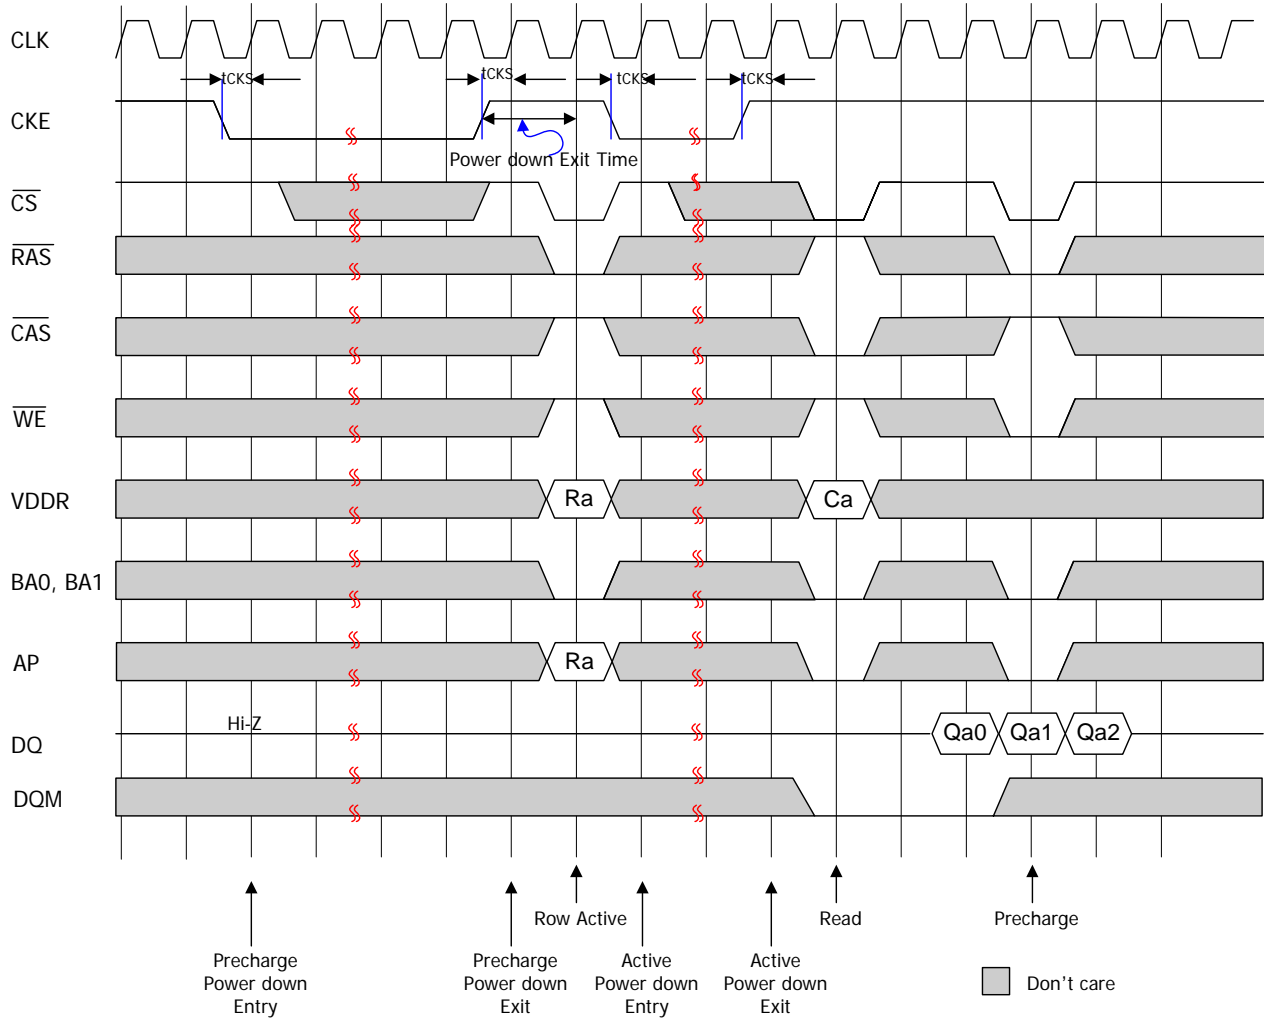 CLK
tCKS
tCKS
tCKS
tCKS
CKE
Power down Exit Time
CS
RAS
CAS
WE
VDDR
Ra
Ca
BA0, BA1
AP
Ra
Hi-Z
DQ
Qa0
Qa1
Qa2
DQM
Row Active
Read
Precharge
Precharge
Power down
Entry
Precharge
Power down
Exit
Active
Power down
Entry
Active
Power down
Exit
Don't care